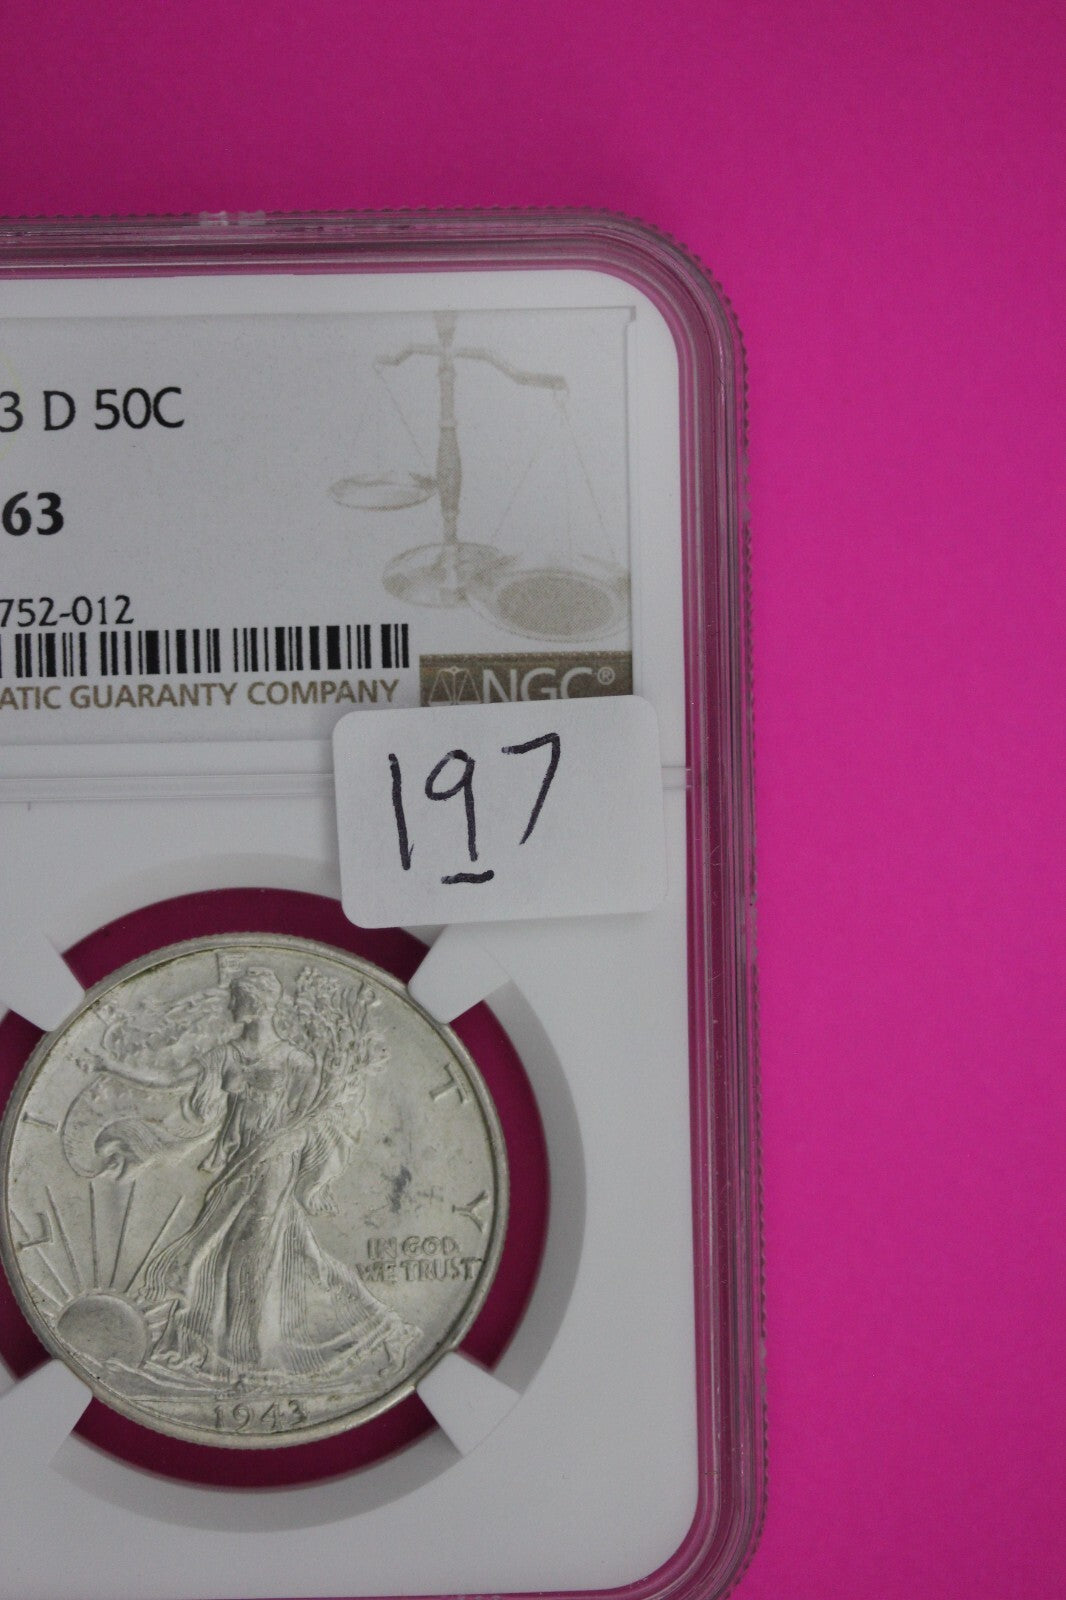 3 D 50C
63
752-012
ATIC GUARANTY COMPANY
NGC®
197
LIBERTY
IN GOD
WE TRUST
1943